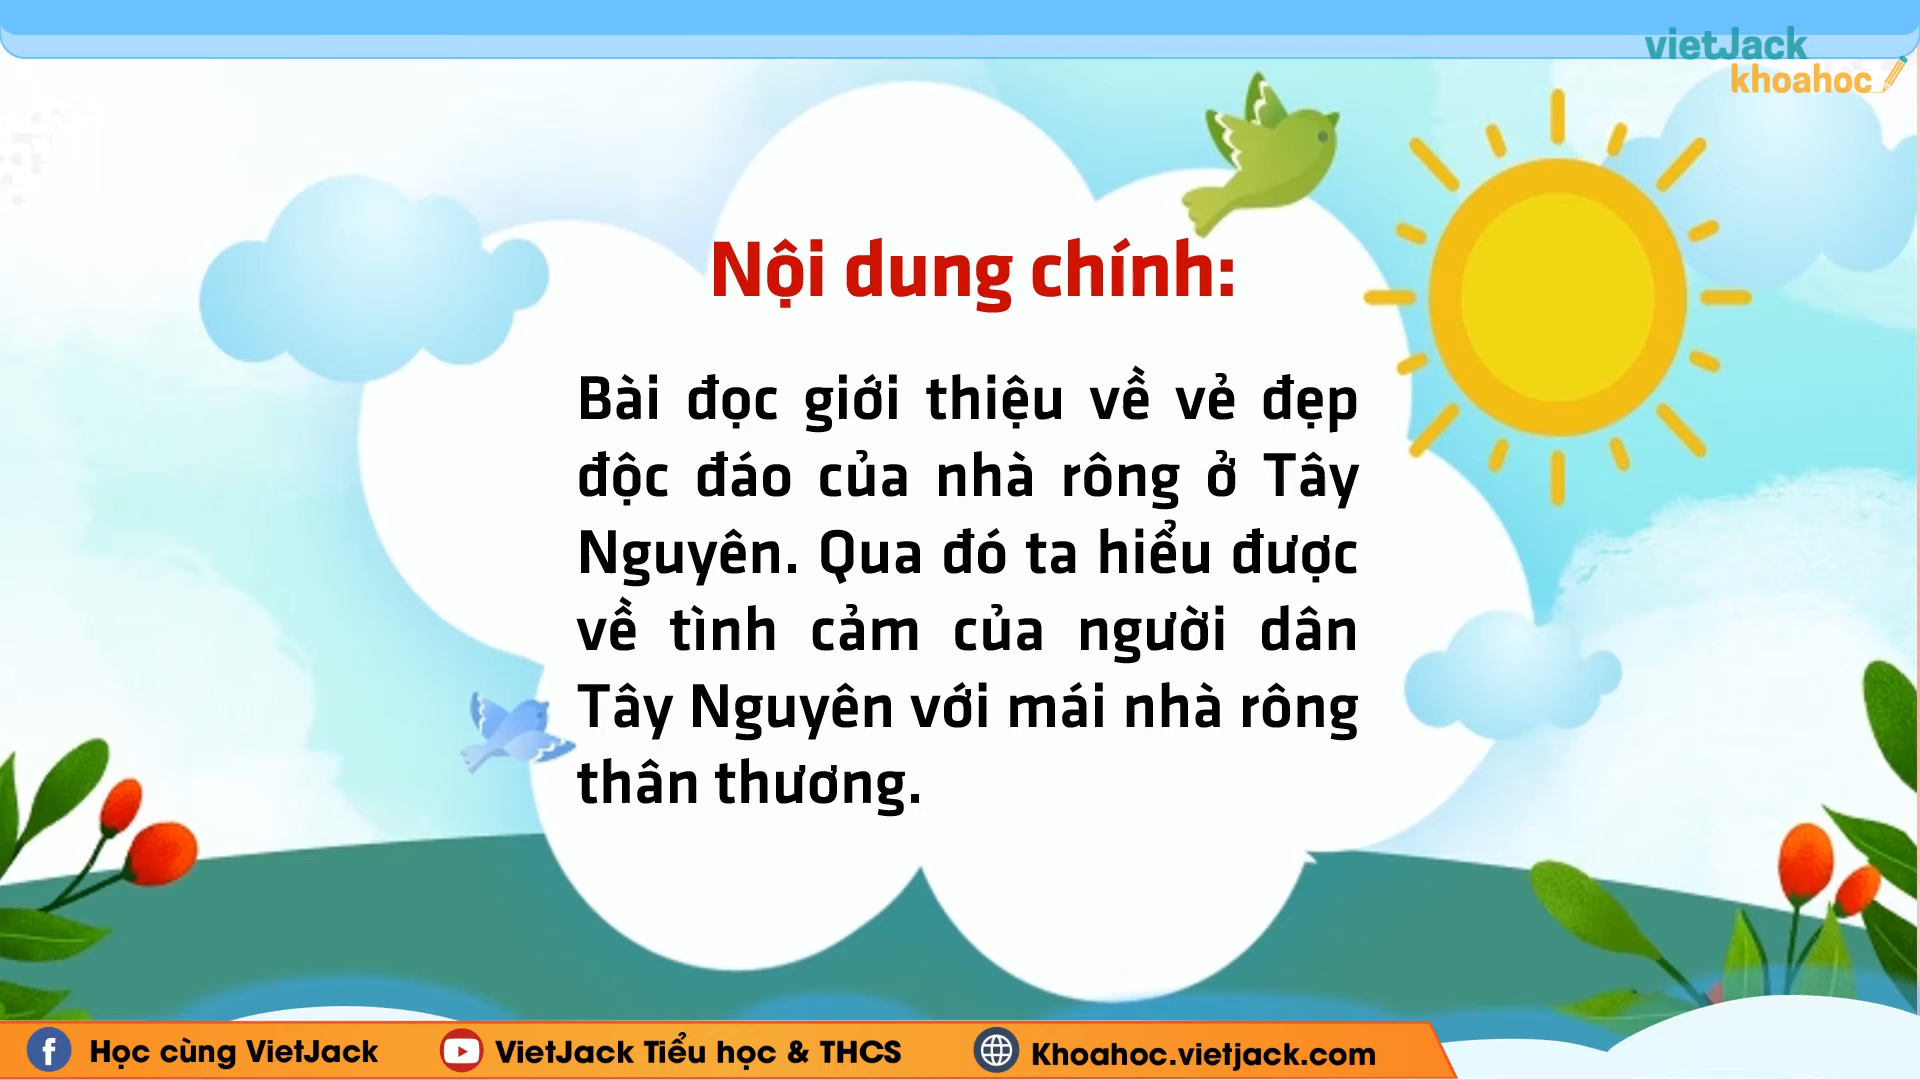 vietJack
khoahoc
Nội dung chính:
Bài đọc giới thiệu về vẻ đẹp
độc đáo của nhà rông ở Tây
Nguyên. Qua đó ta hiểu được
về tình cảm của người dân
Tây Nguyên với mái nhà rông
thân thương.
Học cùng VietJack
VietJack Tiểu học & THCS
Khoahoc.vietjack.com